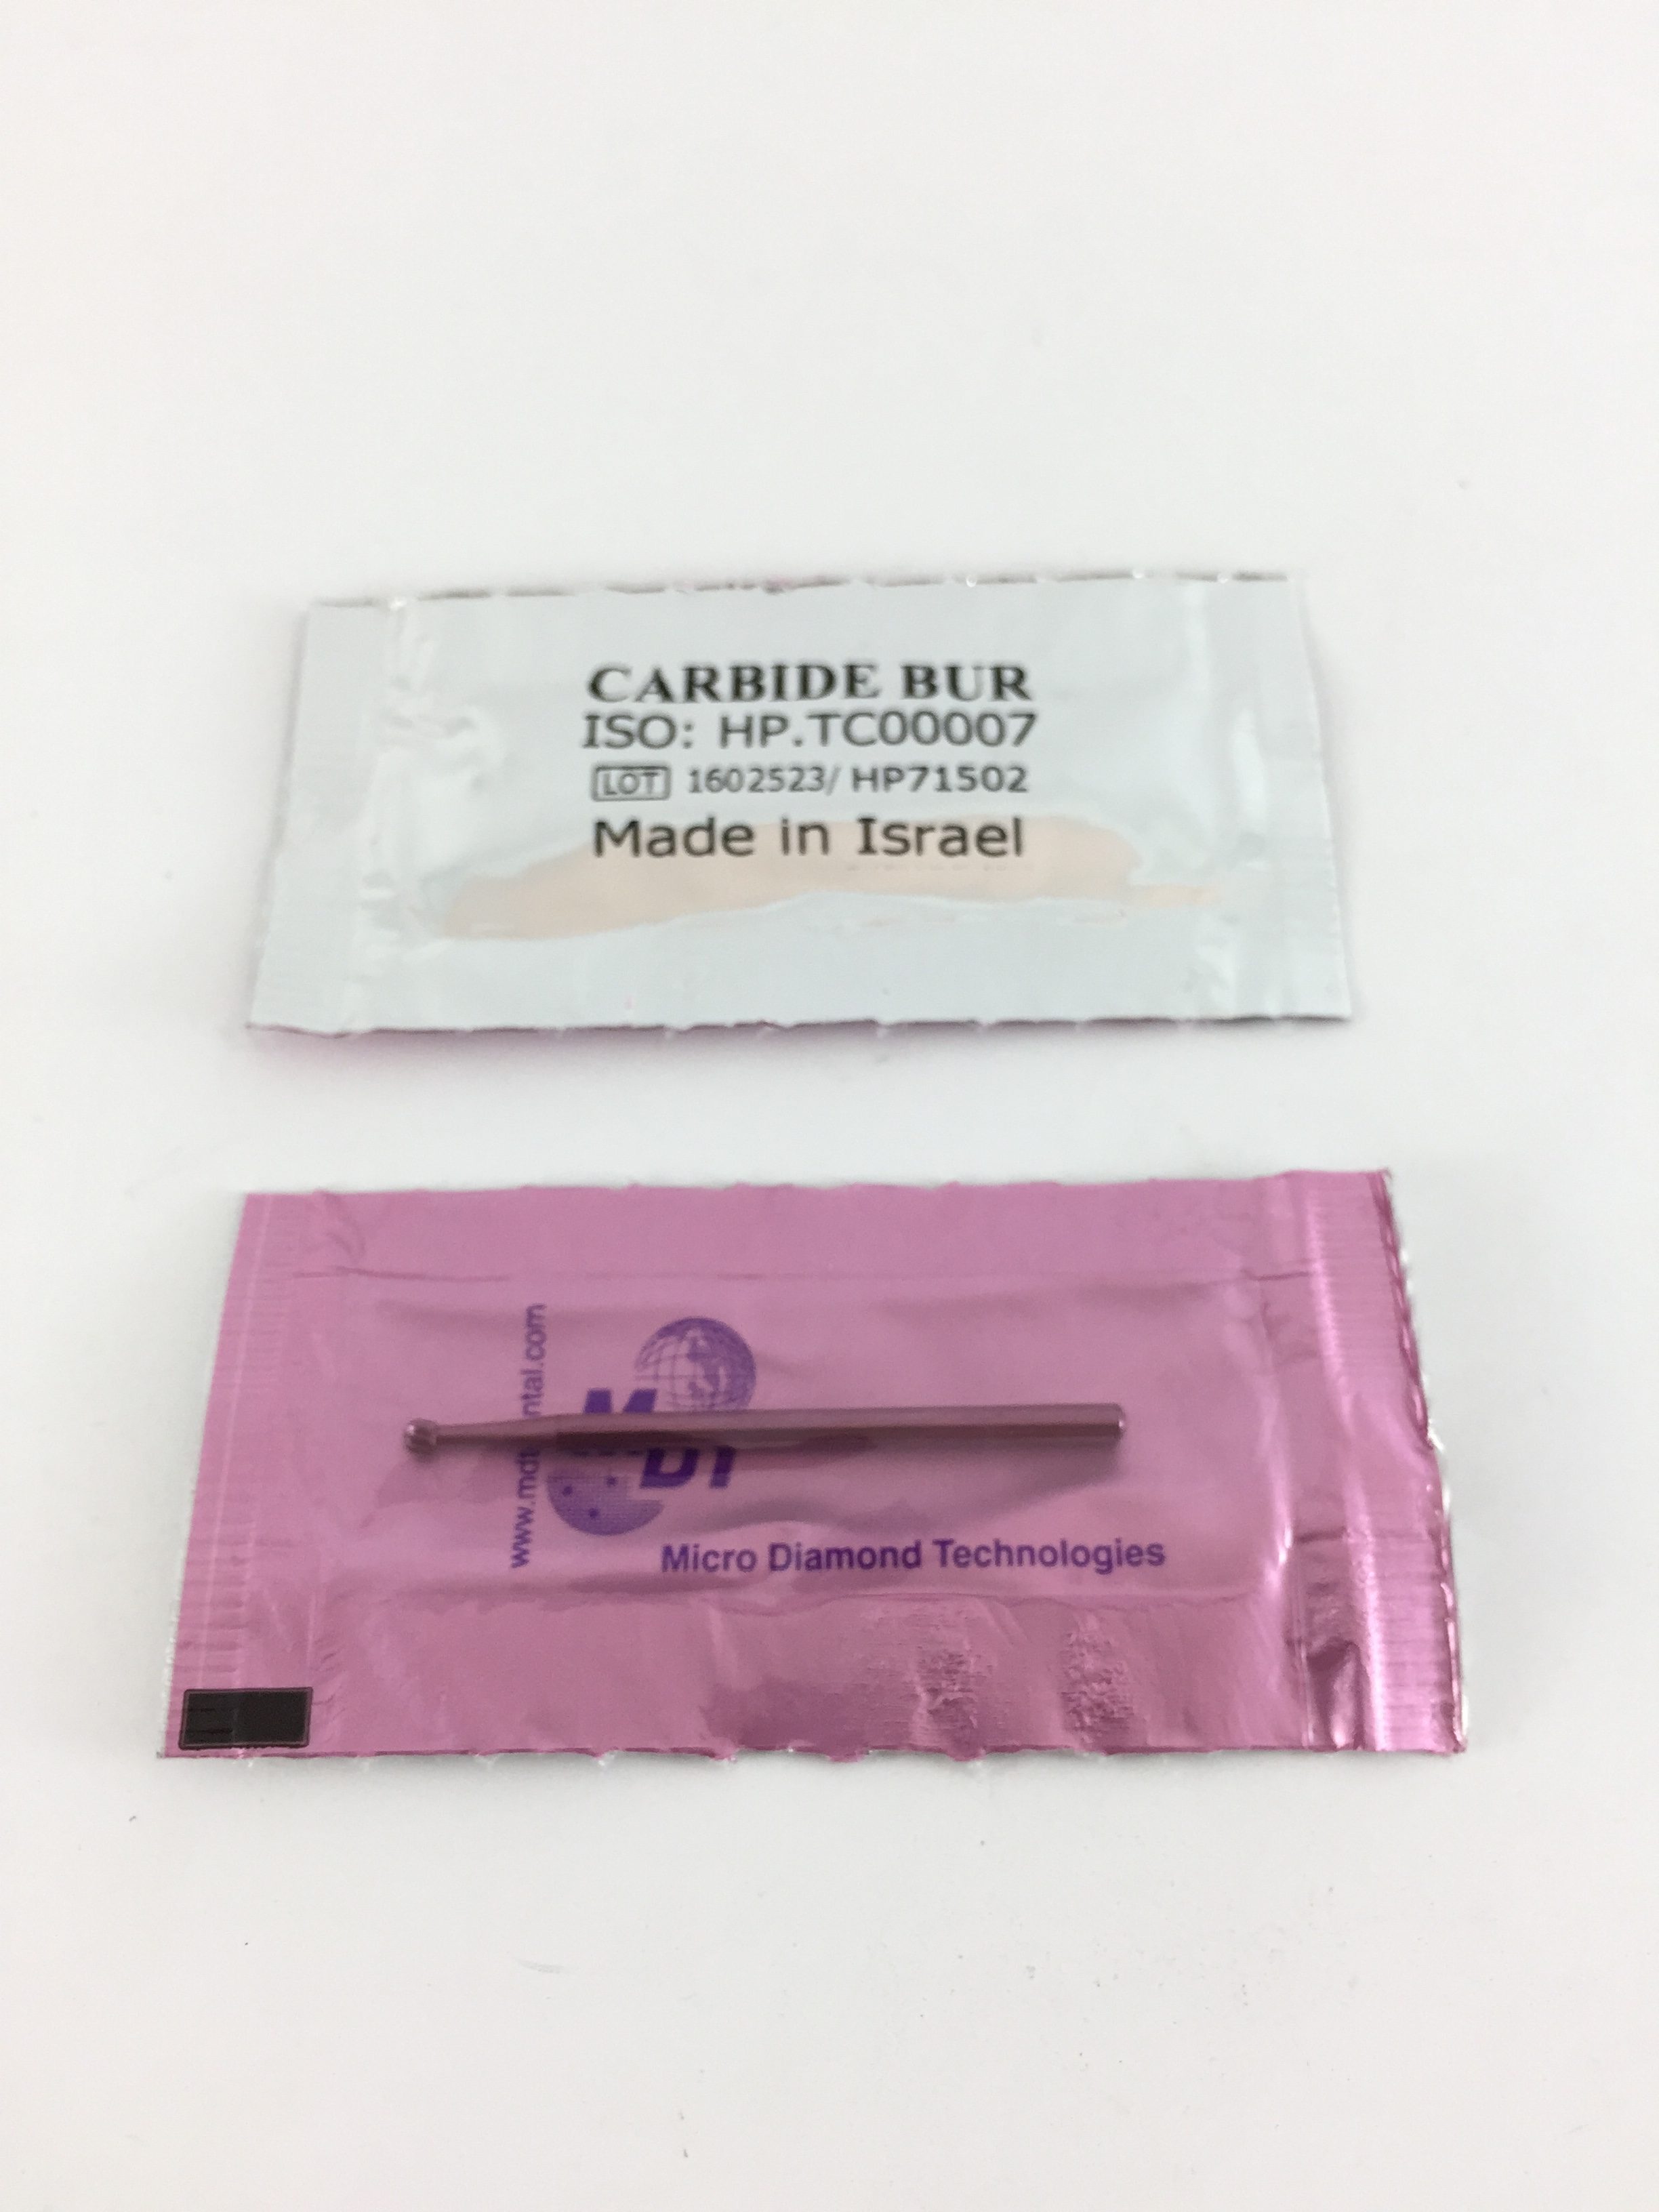 CARBIDE BUR
ISO: HP.TC00007
LOT 1602523/ HP71502
Made in Israel
Micro Diamond Technologies